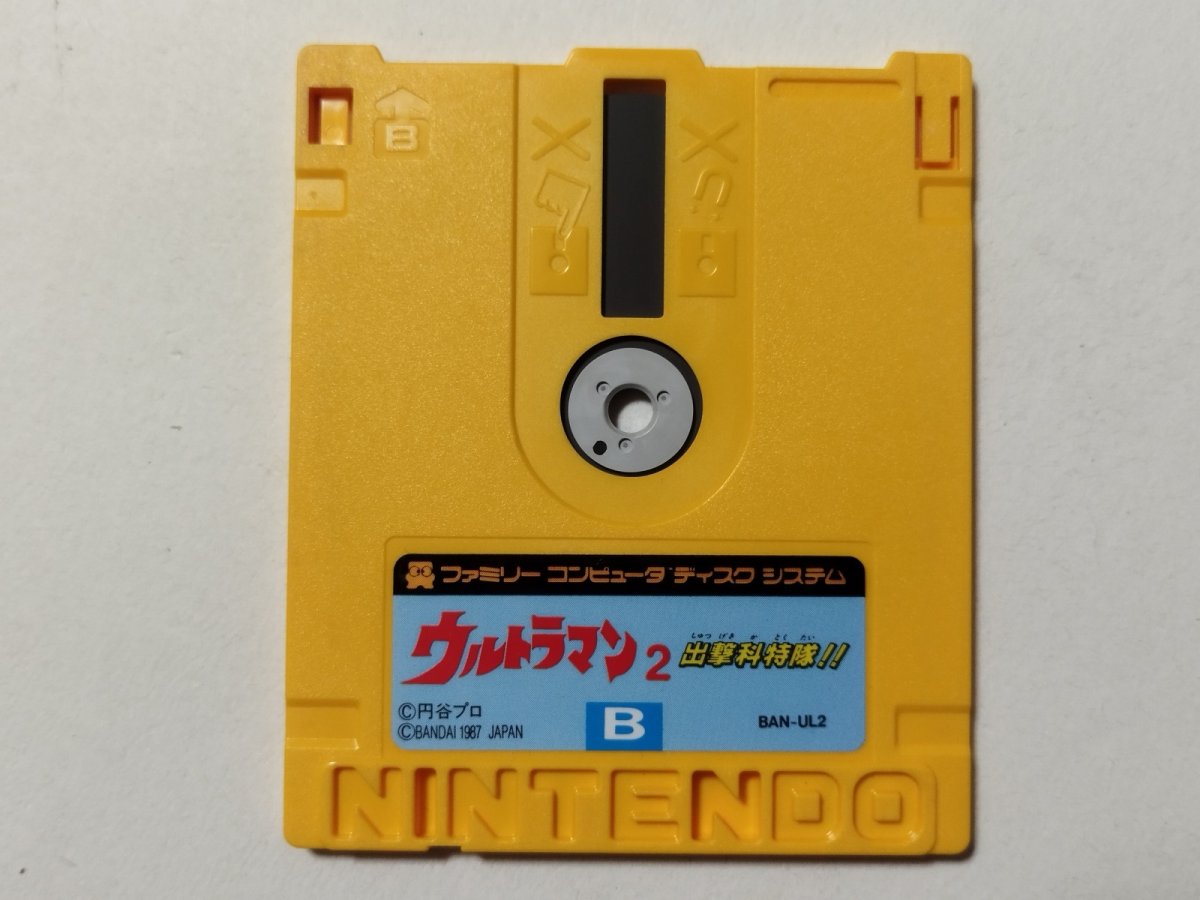 B
ファミリー コンピュータ ディスク システム
しゅつ げき か とく たい
ウルトラマン2 出撃科特隊!!
©円谷プロ
©BANDAI 1987 JAPAN
B
BAN-UL2
NINTENDO